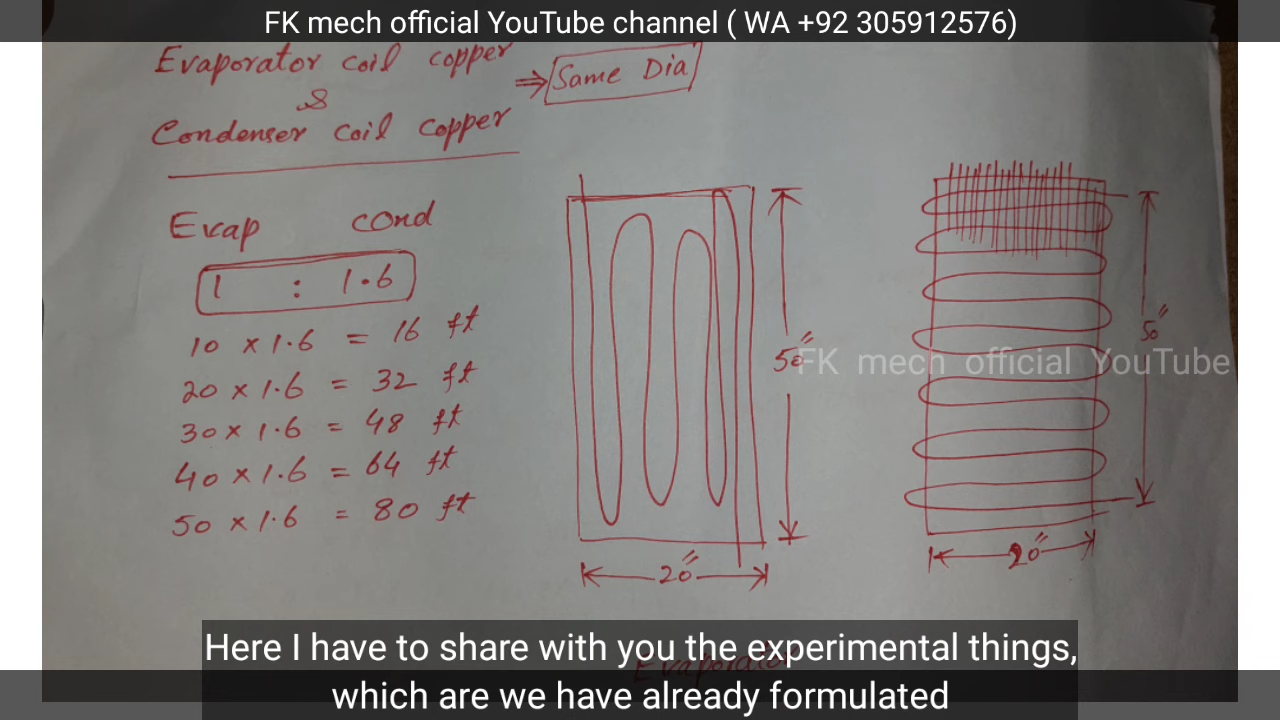 FK mech official YouTube channel ( WA +92 305912576)
Evaporator coil copper
&
Condenser coil copper
⇒ Same Dia
Evap cond
1 : 1.6
10 x 1.6 = 16 ft
20 x 1.6 = 32 ft
30 x 1.6 = 48 ft
40 x 1.6 = 64 ft
50 x 1.6 = 80 ft
50"
20"
50"
20"
FK mech official YouTube
Evaporator
Here I have to share with you the experimental things,
which are we have already formulated